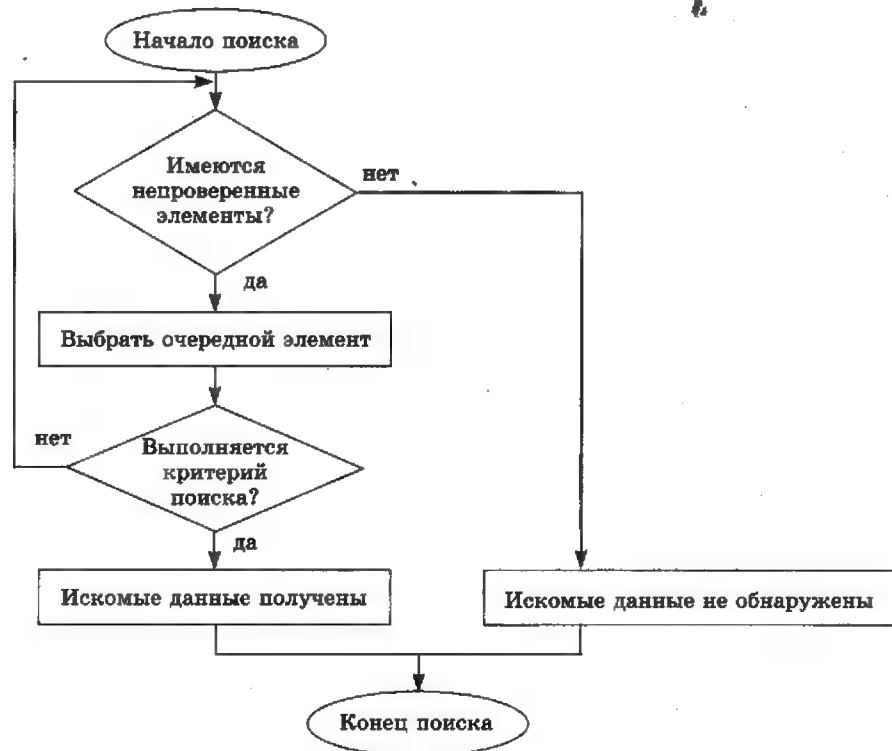 Начало поиска
Имеются
непроверенные
элементы?
нет
да
Выбрать очередной элемент
нет
Выполняется
критерий
поиска?
да
Искомые данные получены
Искомые данные не обнаружены
Конец поиска